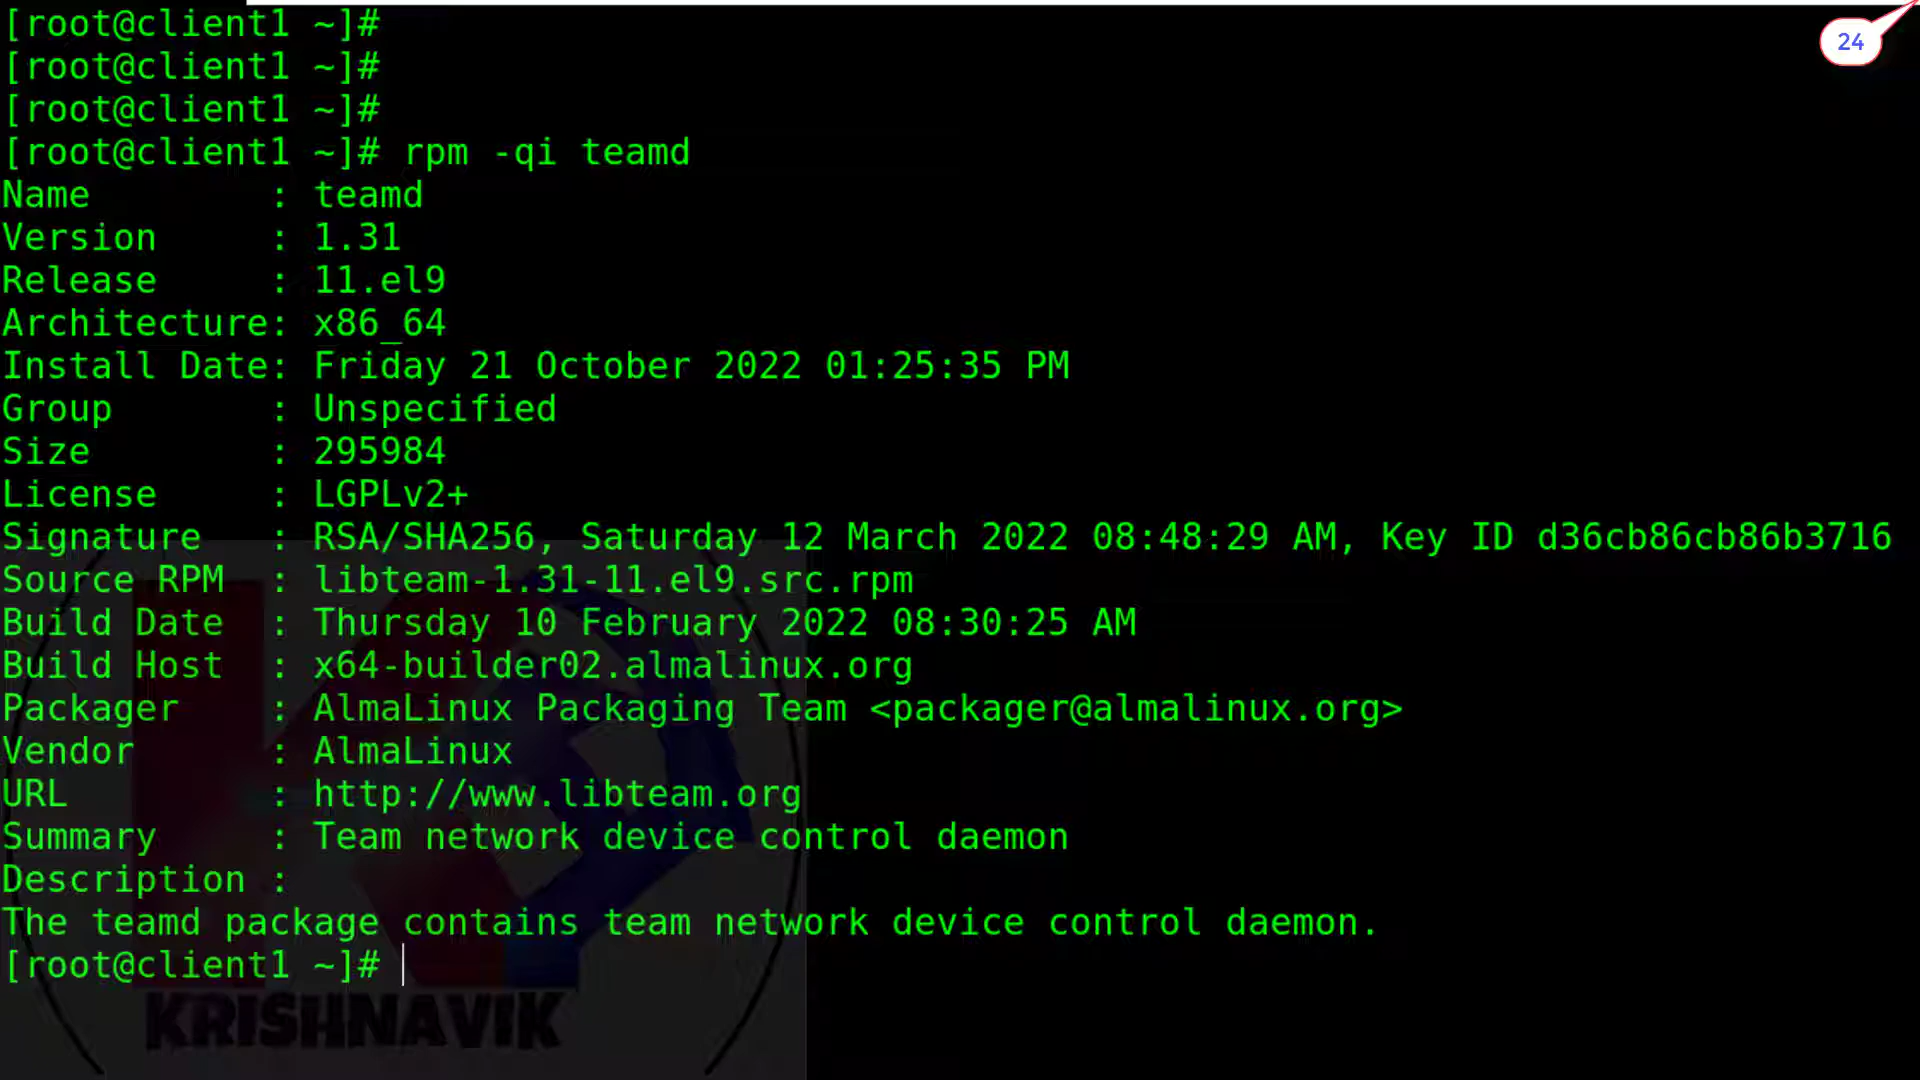 [root@client1 ~]#
24
[root@client1 ~]#
[root@client1 ~]#
[root@client1 ~]# rpm -qi teamd
Name        : teamd
Version     : 1.31
Release     : 11.el9
Architecture: x86_64
Install Date: Friday 21 October 2022 01:25:35 PM
Group       : Unspecified
Size        : 295984
License     : LGPLv2+
Signature   : RSA/SHA256, Saturday 12 March 2022 08:48:29 AM, Key ID d36cb86cb86b3716
Source RPM  : libteam-1.31-11.el9.src.rpm
Build Date  : Thursday 10 February 2022 08:30:25 AM
Build Host  : x64-builder02.almalinux.org
Packager    : AlmaLinux Packaging Team <packager@almalinux.org>
Vendor      : AlmaLinux
URL         : http://www.libteam.org
Summary     : Team network device control daemon
Description :
The teamd package contains team network device control daemon.
[root@client1 ~]#
KRISHNAVIK